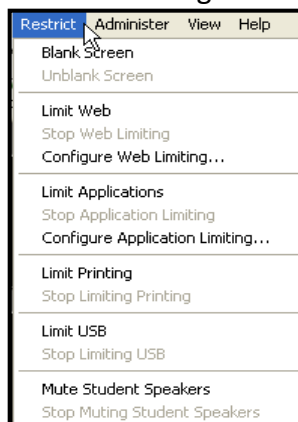 Restrict Administer View Help
Blank Screen
Unblank Screen
Limit Web
Stop Web Limiting
Configure Web Limiting...
Limit Applications
Stop Application Limiting
Configure Application Limiting...
Limit Printing
Stop Limiting Printing
Limit USB
Stop Limiting USB
Mute Student Speakers
Stop Muting Student Speakers